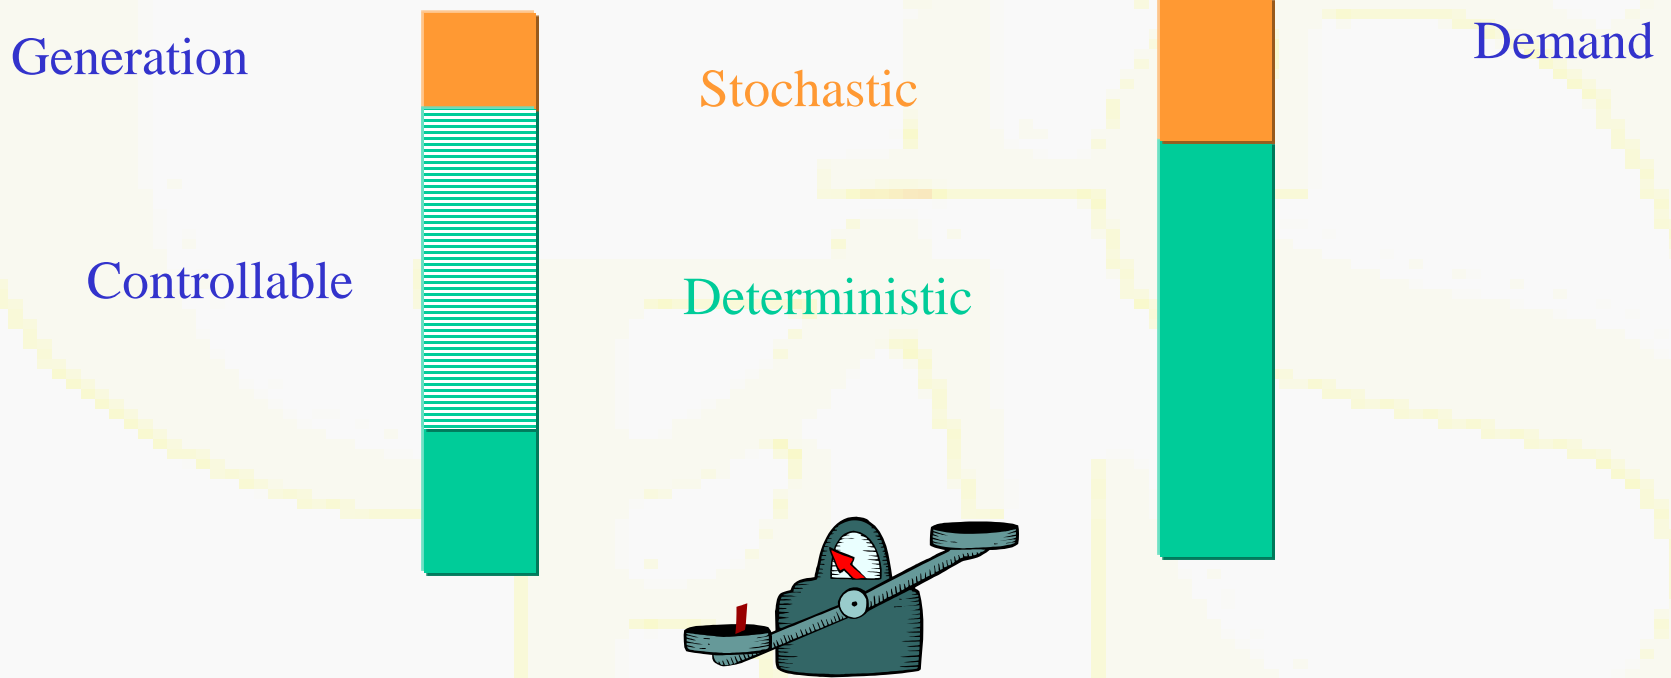 Generation
Demand
Stochastic
Controllable
Deterministic